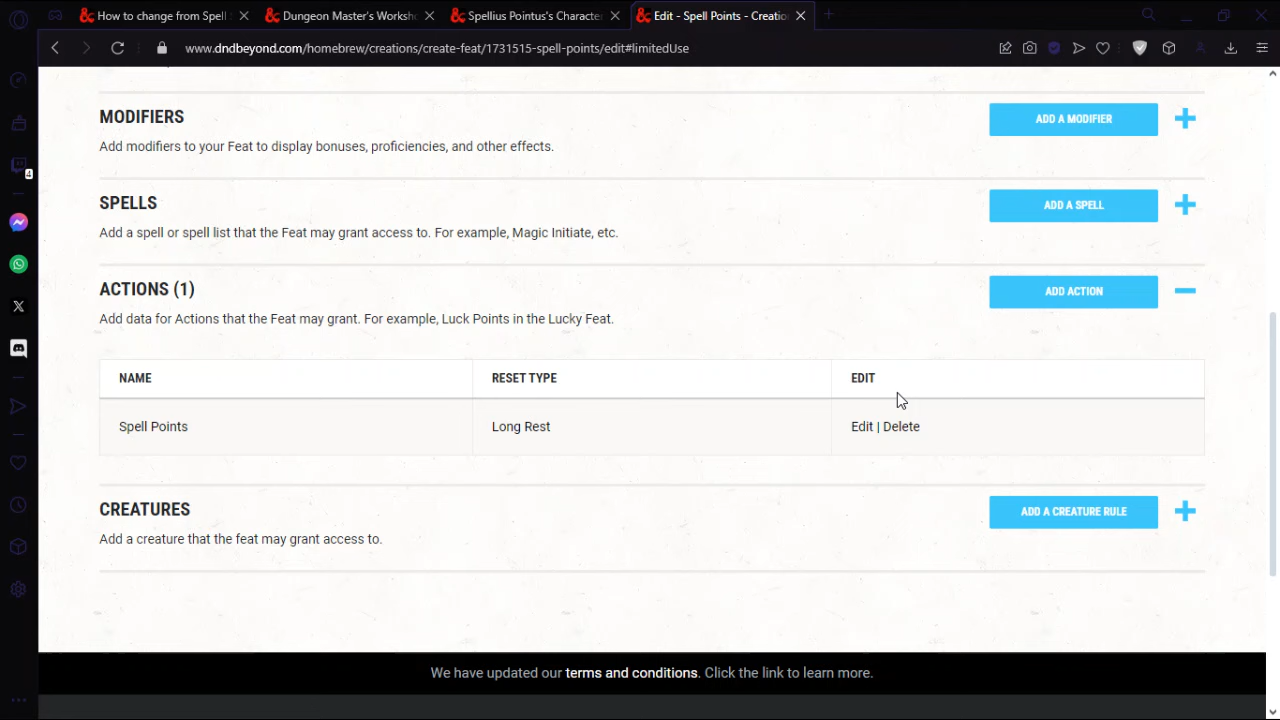 How to change from Spell
Dungeon Master's Worksh
Spellius Pointus's Characte
Edit - Spell Points - Creatio
www.dndbeyond.com/homebrew/creations/create-feat/1731515-spell-points/edit#limitedUse
MODIFIERS
ADD A MODIFIER
Add modifiers to your Feat to display bonuses, proficiencies, and other effects.
SPELLS
ADD A SPELL
Add a spell or spell list that the Feat may grant access to. For example, Magic Initiate, etc.
ACTIONS (1)
ADD ACTION
Add data for Actions that the Feat may grant. For example, Luck Points in the Lucky Feat.
NAME RESET TYPE EDIT
Spell Points Long Rest Edit | Delete
CREATURES
ADD A CREATURE RULE
Add a creature that the feat may grant access to.
We have updated our terms and conditions. Click the link to learn more.
4